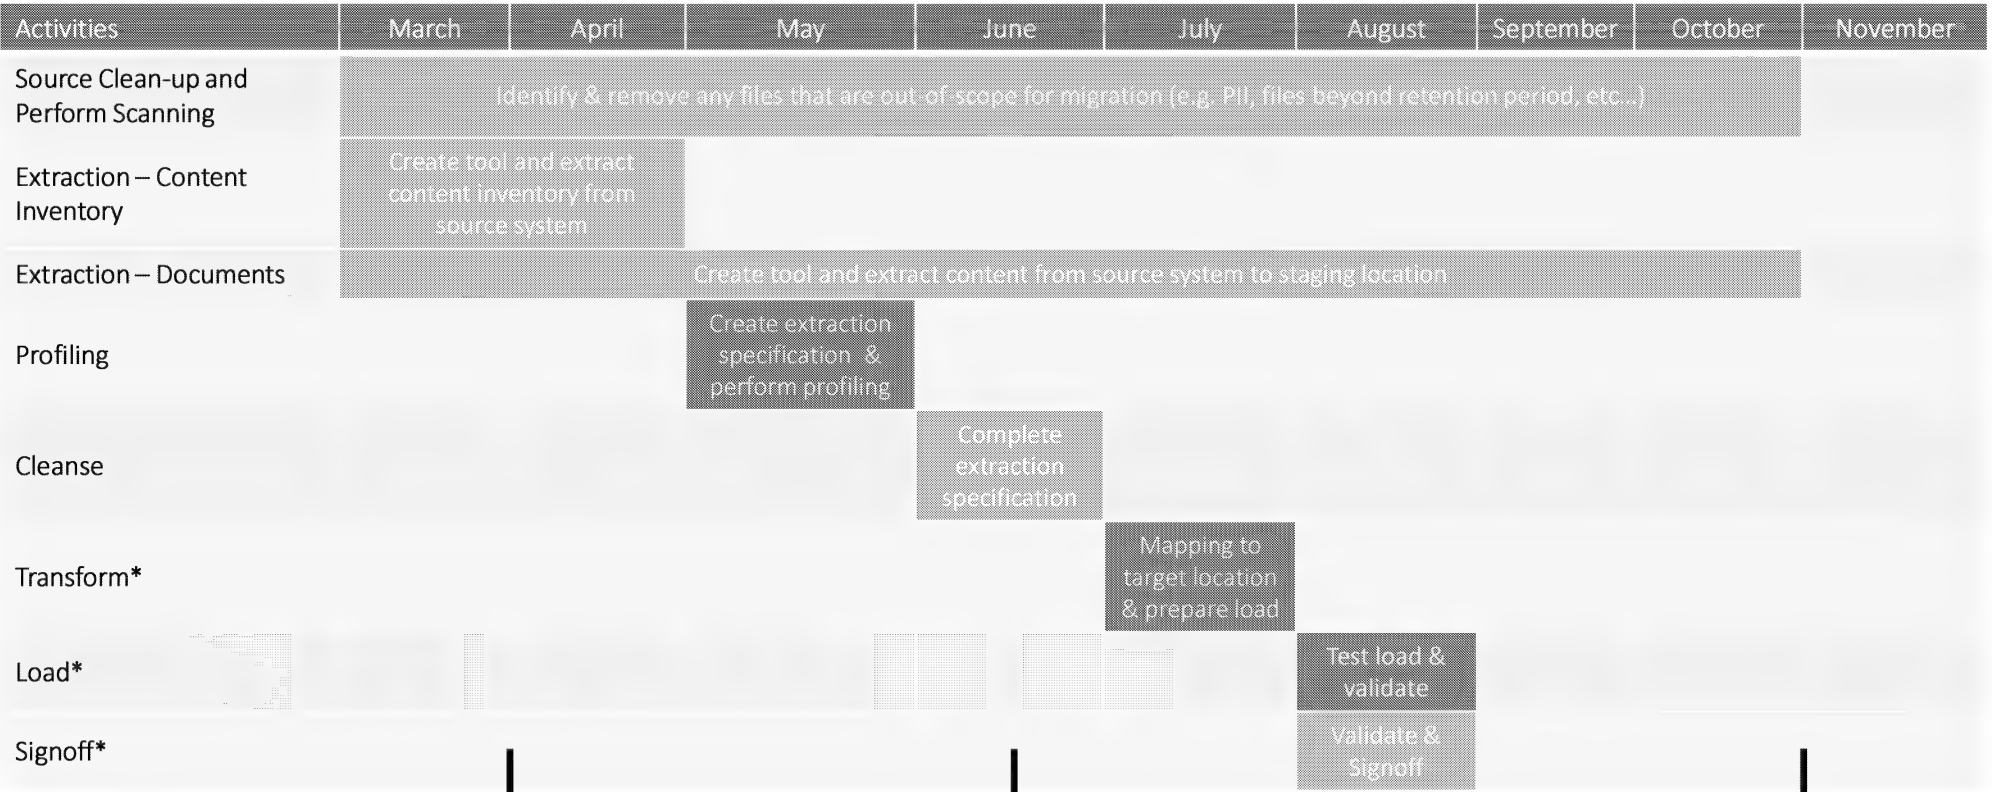 Activities March April May June July August September October November
Source Clean-up and
Perform Scanning
Identify & remove any files that are out-of-scope for migration (e.g. PII, files beyond retention period, etc...)
Extraction – Content
Inventory
Create tool and extract
content inventory from
source system
Extraction – Documents
Create tool and extract content from source system to staging location
Profiling
Create extraction
specification &
perform profiling
Cleanse
Complete
extraction
specification
Transform*
Mapping to
target location
& prepare load
Load*
Test load &
validate
Signoff*
Validate &
Signoff